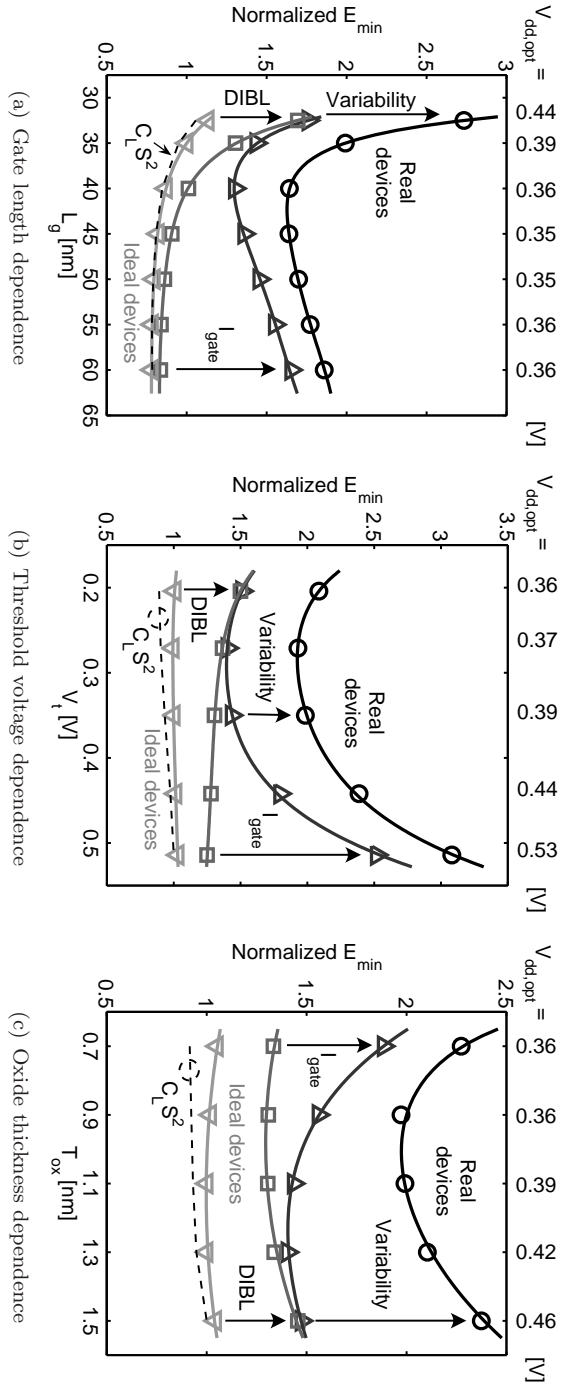 V_dd,opt = 0.44 0.39 0.36 0.35 0.35 0.36 0.36 [V]
Normalized E_min
3
2.5
2
1.5
1
0.5
Variability
DIBL
Real devices
C_L S^2
I_gate
Ideal devices
30 35 40 45 50 55 60 65
L_g [nm]
(a) Gate length dependence
V_dd,opt = 0.36 0.37 0.39 0.44 0.53 [V]
Normalized E_min
3.5
3
2.5
2
1.5
1
0.5
Real devices
Variability
DIBL
I_gate
C_L S^2
Ideal devices
0.2 0.3 0.4 0.5
V_t [V]
(b) Threshold voltage dependence
V_dd,opt = 0.36 0.36 0.39 0.42 0.46 [V]
Normalized E_min
2.5
2
1.5
1
0.5
Real devices
Variability
I_gate
DIBL
Ideal devices
C_L S^2
0.7 0.9 1.1 1.3 1.5
T_ox [nm]
(c) Oxide thickness dependence